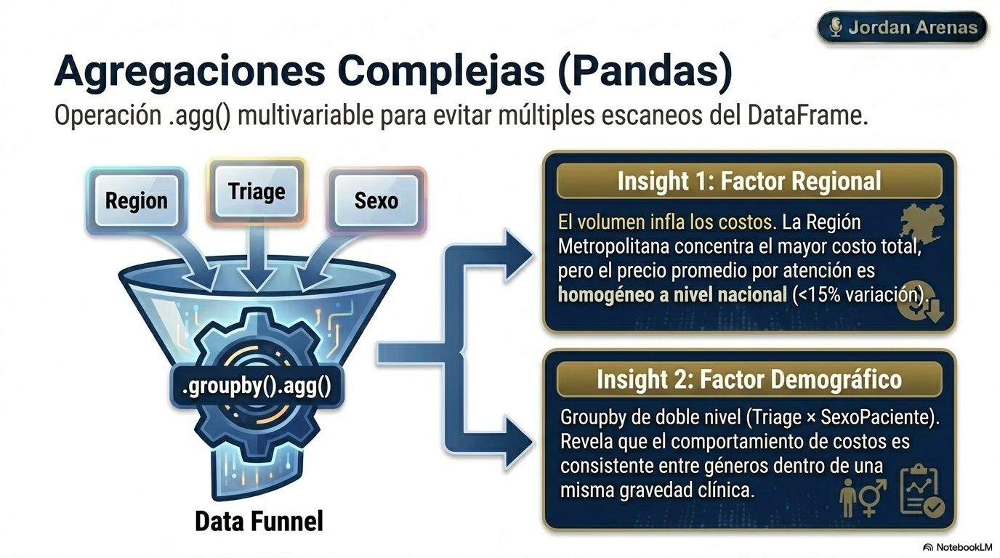 Jordan Arenas
Agregaciones Complejas (Pandas)
Operación .agg() multivariable para evitar múltiples escaneos del DataFrame.
Region
Triage
Sexo
.groupby().agg()
Data Funnel
Insight 1: Factor Regional
El volumen infla los costos. La Región
Metropolitana concentra el mayor costo total,
pero el precio promedio por atención es
homogéneo a nivel nacional (<15% variación).
Insight 2: Factor Demográfico
Groupby de doble nivel (Triage × SexoPaciente).
Revela que el comportamiento de costos es
consistente entre géneros dentro de una
misma gravedad clínica.
NotebookLM